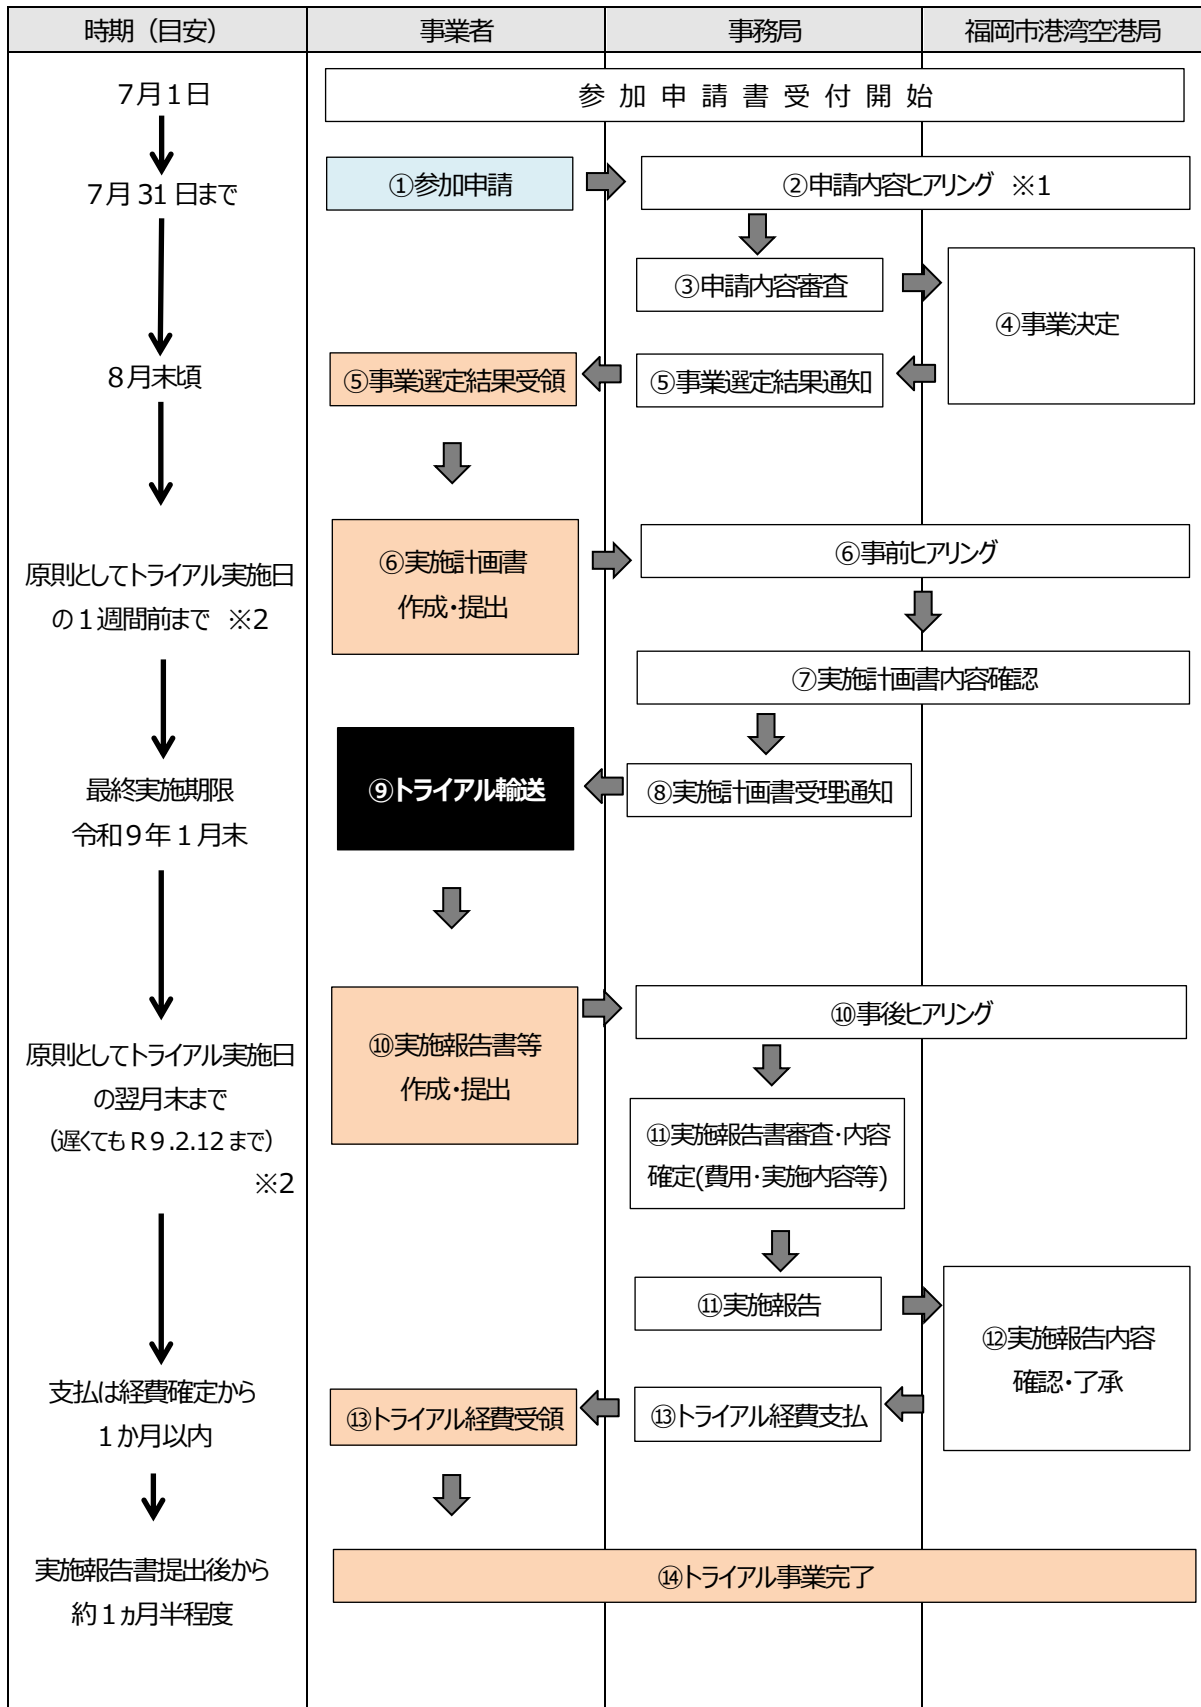 時期（目安）
事業者
事務局
福岡市港湾空港局
７月１日
参加申請書受付開始
７月 31 日まで
①参加申請
②申請内容ヒアリング ※1
③申請内容審査
④事業決定
８月末頃
⑤事業選定結果受領
⑤事業選定結果通知
原則としてトライアル実施日
の１週間前まで ※2
⑥実施計画書
作成・提出
⑥事前ヒアリング
⑦実施計画書内容確認
最終実施期限
令和９年１月末
⑨トライアル輸送
⑧実施計画書受理通知
原則としてトライアル実施日
の翌月末まで
（遅くても R９.2.12 まで）
※2
⑩実施報告書等
作成・提出
⑩事後ヒアリング
⑪実施報告書審査・内容
確定(費用・実施内容等)
⑪実施報告
⑫実施報告内容
確認・了承
支払は経費確定から
１か月以内
⑬トライアル経費受領
⑬トライアル経費支払
実施報告書提出後から
約１ヵ月半程度
⑭トライアル事業完了